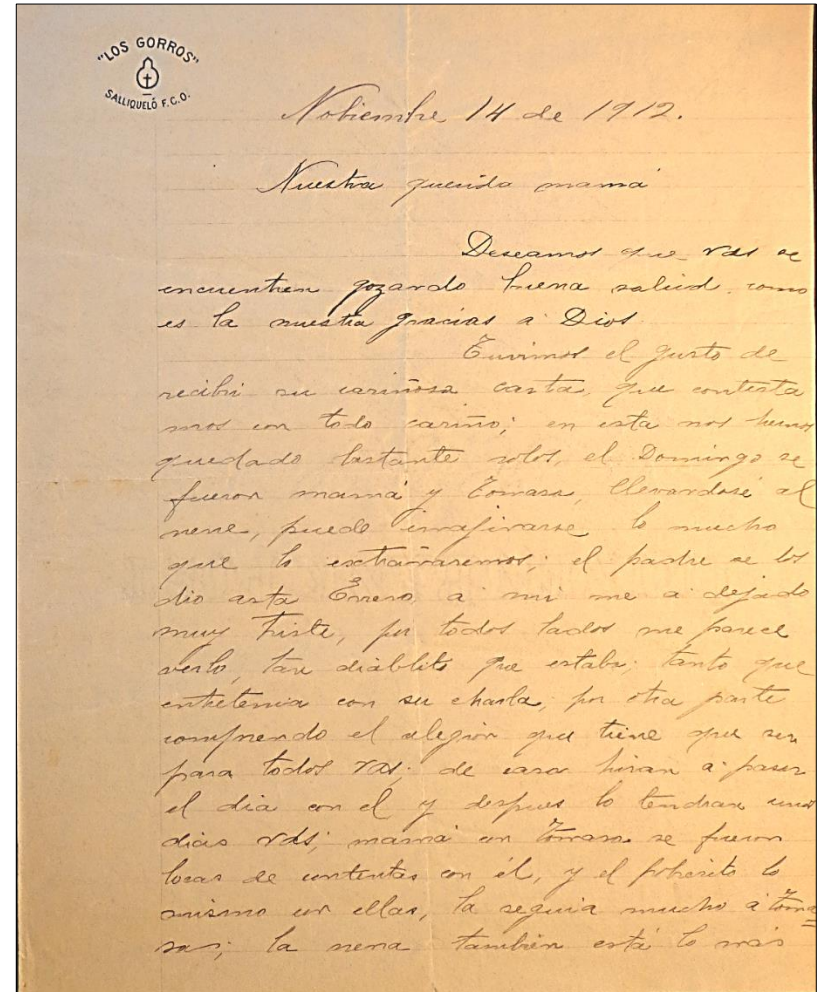 "LOS GORROS"
SALLIQUELÓ F.C.O.
Nobiembre 14 de 1912.
Nuestra querida mamá
Deseamos que vds se
encuentren gozando buena salud como
es la nuestra gracias a Dios
Tuvimos el gusto de
recibir su cariñosa carta, que contesta
mos con todo cariño; en esta nos hemos
quedado bastante solos, el Domingo se
fueron mamá y Tomasa, llevandosé al
nene, puede imajinarse lo mucho
que lo extrañaremos; el padre se los
dio asta Enero, a mi me a dejado
muy triste, por todos lados me parece
verlo, tan diablito que estaba; tanto que
entretenia con su charla, por otra parte
comprendo el alegron que tiene que ser
para todos vds; de casa hiran a pasar
el dia con el y despues lo tendran unos
dias vds; mamá con Tomasa se fueron
locas de contentas con él, y el pobresito lo
mismo con ellas, la seguia mucho a Toma=
sa; la nena tambien está lo más